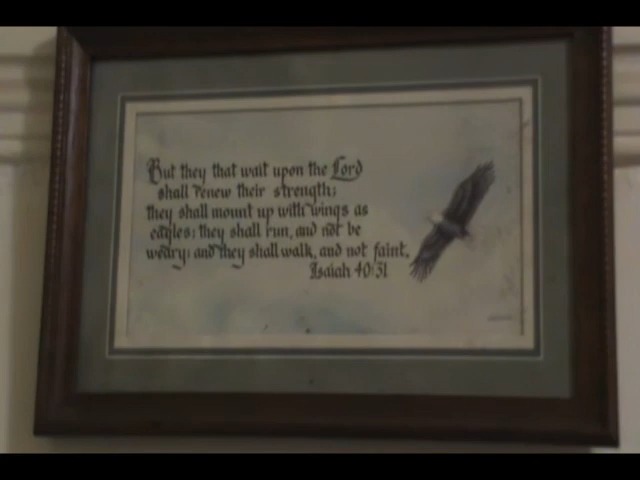 But they that wait upon the Lord
shall renew their strength;
they shall mount up with wings as
eagles; they shall run, and not be
weary; and they shall walk, and not faint.
Isaiah 40:31